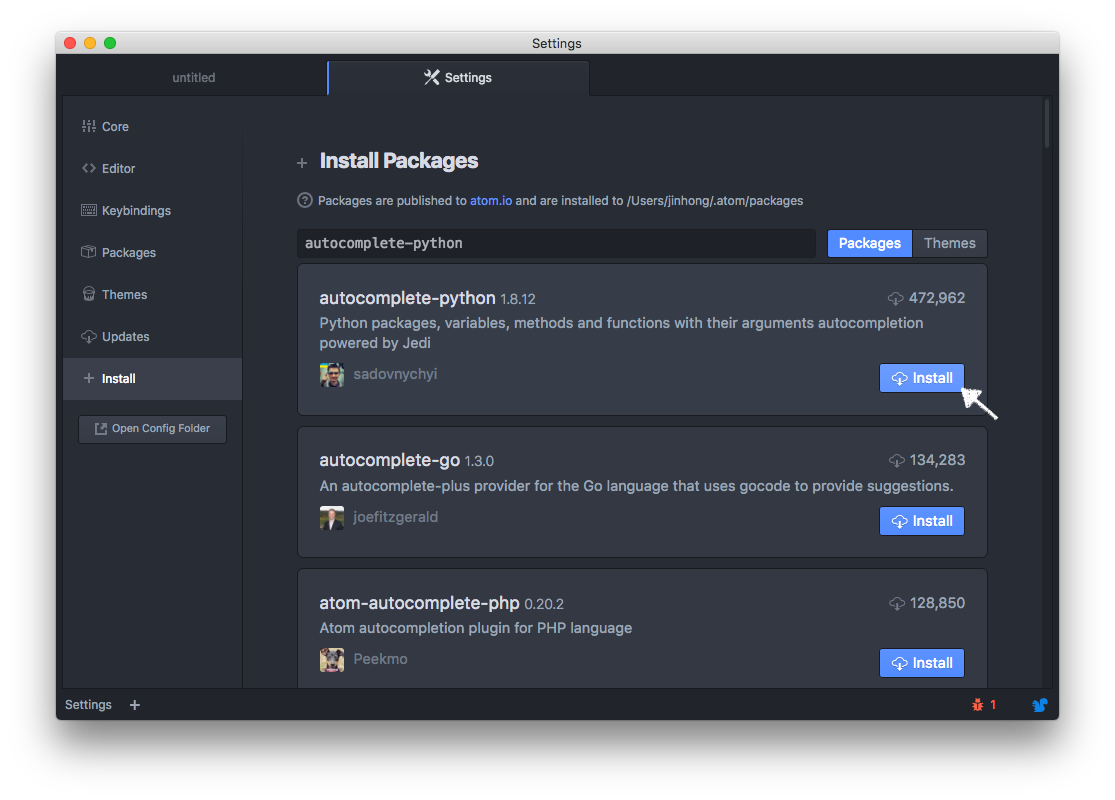 Settings
untitled
Settings
Core
Editor
Keybindings
Packages
Themes
Updates
Install
Open Config Folder
Install Packages
Packages are published to atom.io and are installed to /Users/jinhong/.atom/packages
autocomplete-python
Packages
Themes
autocomplete-python 1.8.12
472,962
Python packages, variables, methods and functions with their arguments autocompletion
powered by Jedi
sadovnychyi
Install
autocomplete-go 1.3.0
134,283
An autocomplete-plus provider for the Go language that uses gocode to provide suggestions.
joefitzgerald
Install
atom-autocomplete-php 0.20.2
128,850
Atom autocompletion plugin for PHP language
Peekmo
Install
Settings
1